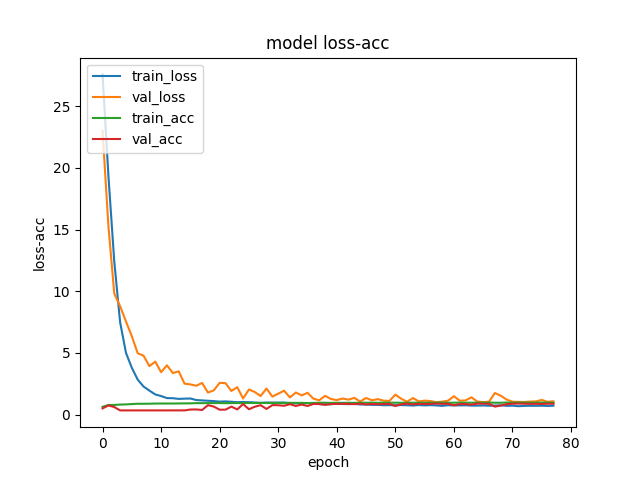 model loss-acc
train_loss
val_loss
train_acc
val_acc
25
20
15
10
5
0
loss-acc
0 10 20 30 40 50 60 70 80
epoch